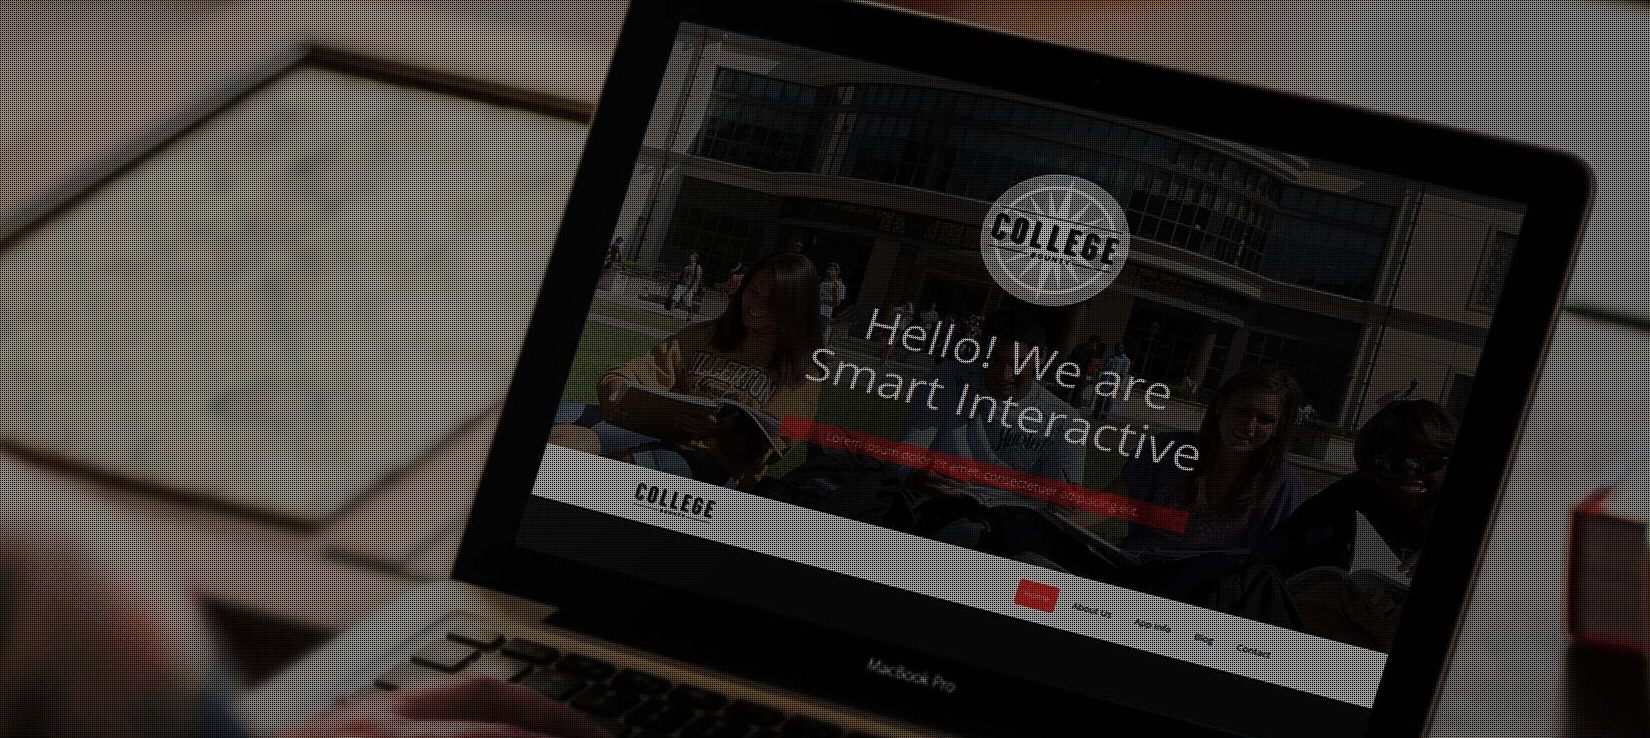 COLLEGE
BOUNTY
Hello! We are
Smart Interactive
Lorem ipsum dolor sit amet, consectetuer adipiscing elit.
COLLEGE
Home
About Us
App Info
Blog
Contact
MacBook Pro